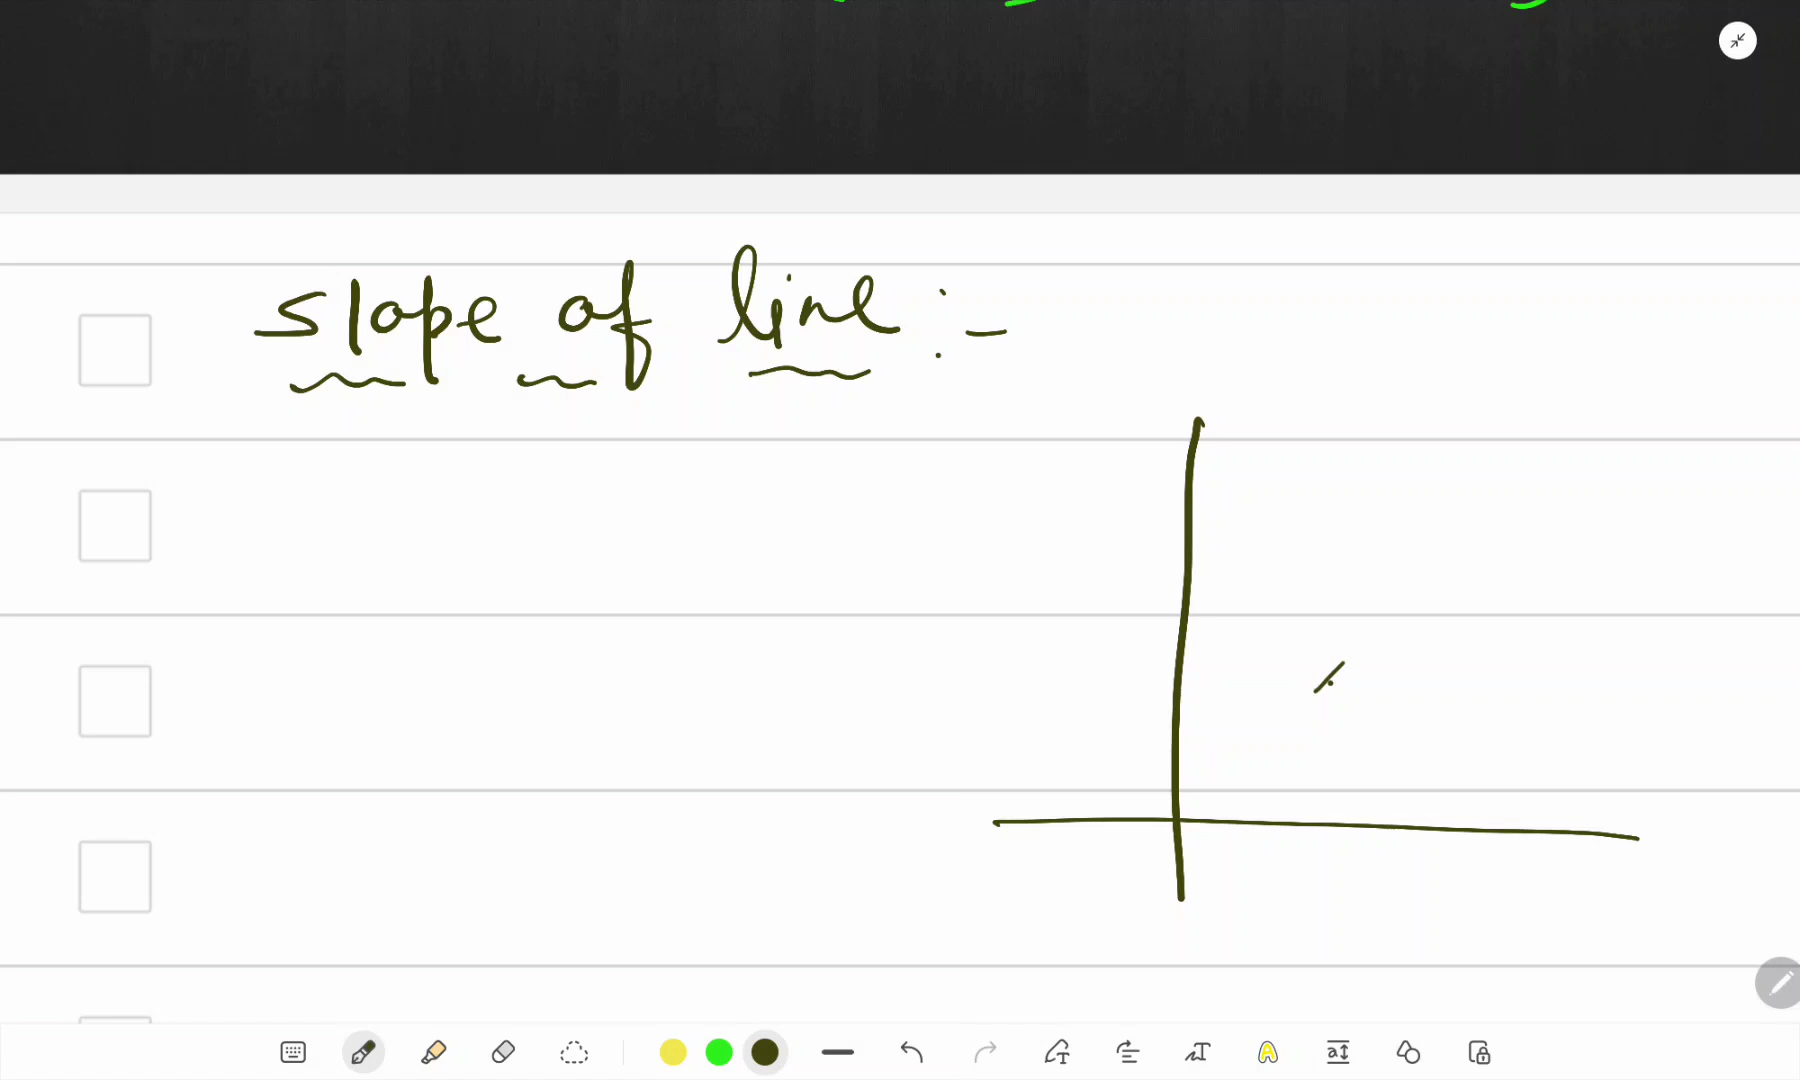 slope of line :-